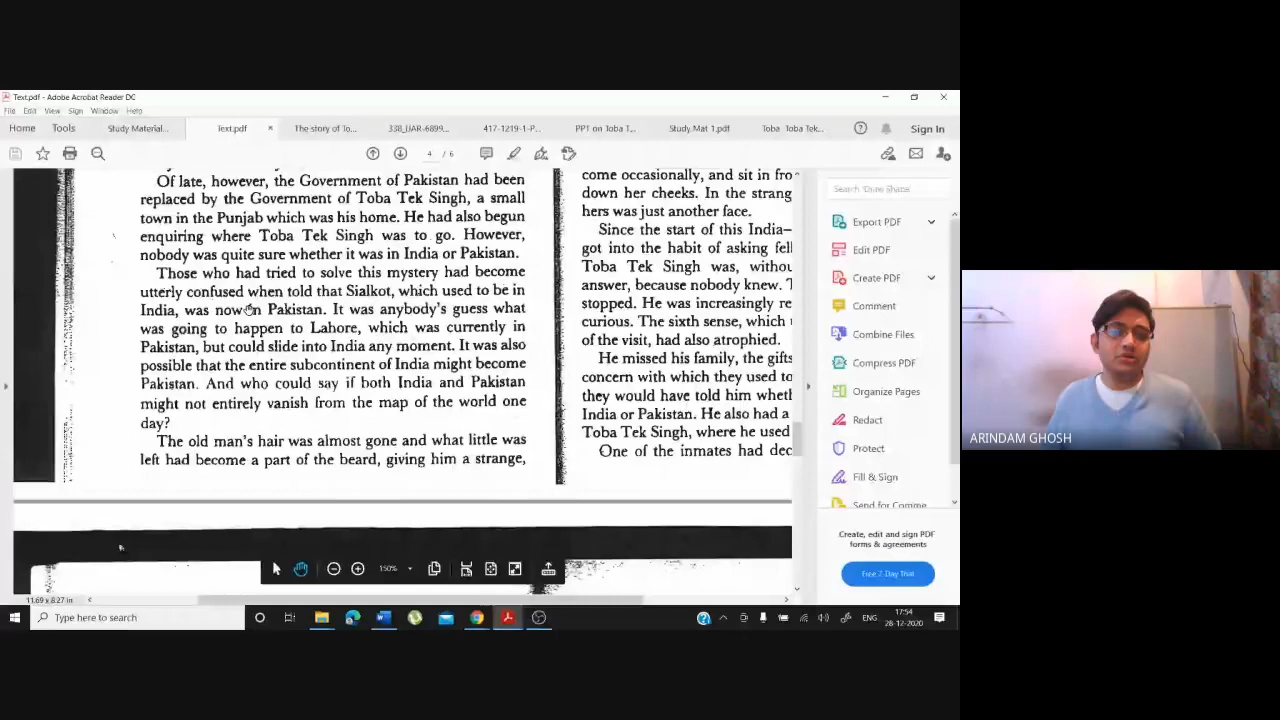 Text.pdf - Adobe Acrobat Reader DC
File Edit View Sign Window Help
Home Tools Study Material... Text.pdf × The story of To... 338_IJAR-6899... 417-1219-1-P... PPT on Toba T... Study Mat 1.pdf Toba Tek... Sign In
4 / 6
Of late, however, the Government of Pakistan had been
replaced by the Government of Toba Tek Singh, a small
town in the Punjab which was his home. He had also begun
enquiring where Toba Tek Singh was to go. However,
nobody was quite sure whether it was in India or Pakistan.
Those who had tried to solve this mystery had become
utterly confused when told that Sialkot, which used to be in
India, was now in Pakistan. It was anybody's guess what
was going to happen to Lahore, which was currently in
Pakistan, but could slide into India any moment. It was also
possible that the entire subcontinent of India might become
Pakistan. And who could say if both India and Pakistan
might not entirely vanish from the map of the world one
day?
The old man's hair was almost gone and what little was
left had become a part of the beard, giving him a strange,
come occasionally, and sit in fro
down her cheeks. In the strang
hers was just another face.
Since the start of this India–
got into the habit of asking fell
Toba Tek Singh was, withou
answer, because nobody knew. T
stopped. He was increasingly re
curious. The sixth sense, which
of the visit, had also atrophied.
He missed his family, the gifts
concern with which they used to
they would have told him wheth
India or Pakistan. He also had a
Toba Tek Singh, where he used
One of the inmates had dec
Export PDF
Edit PDF
Create PDF
Comment
Combine Files
Compress PDF
Organize Pages
Redact
Protect
Fill & Sign
Send for Comme
Create, edit and sign PDF
forms & agreements
Free 7-Day Trial
150%
11.69 x 8.27 in
Type here to search
ENG
17:54
28-12-2020
ARINDAM GHOSH